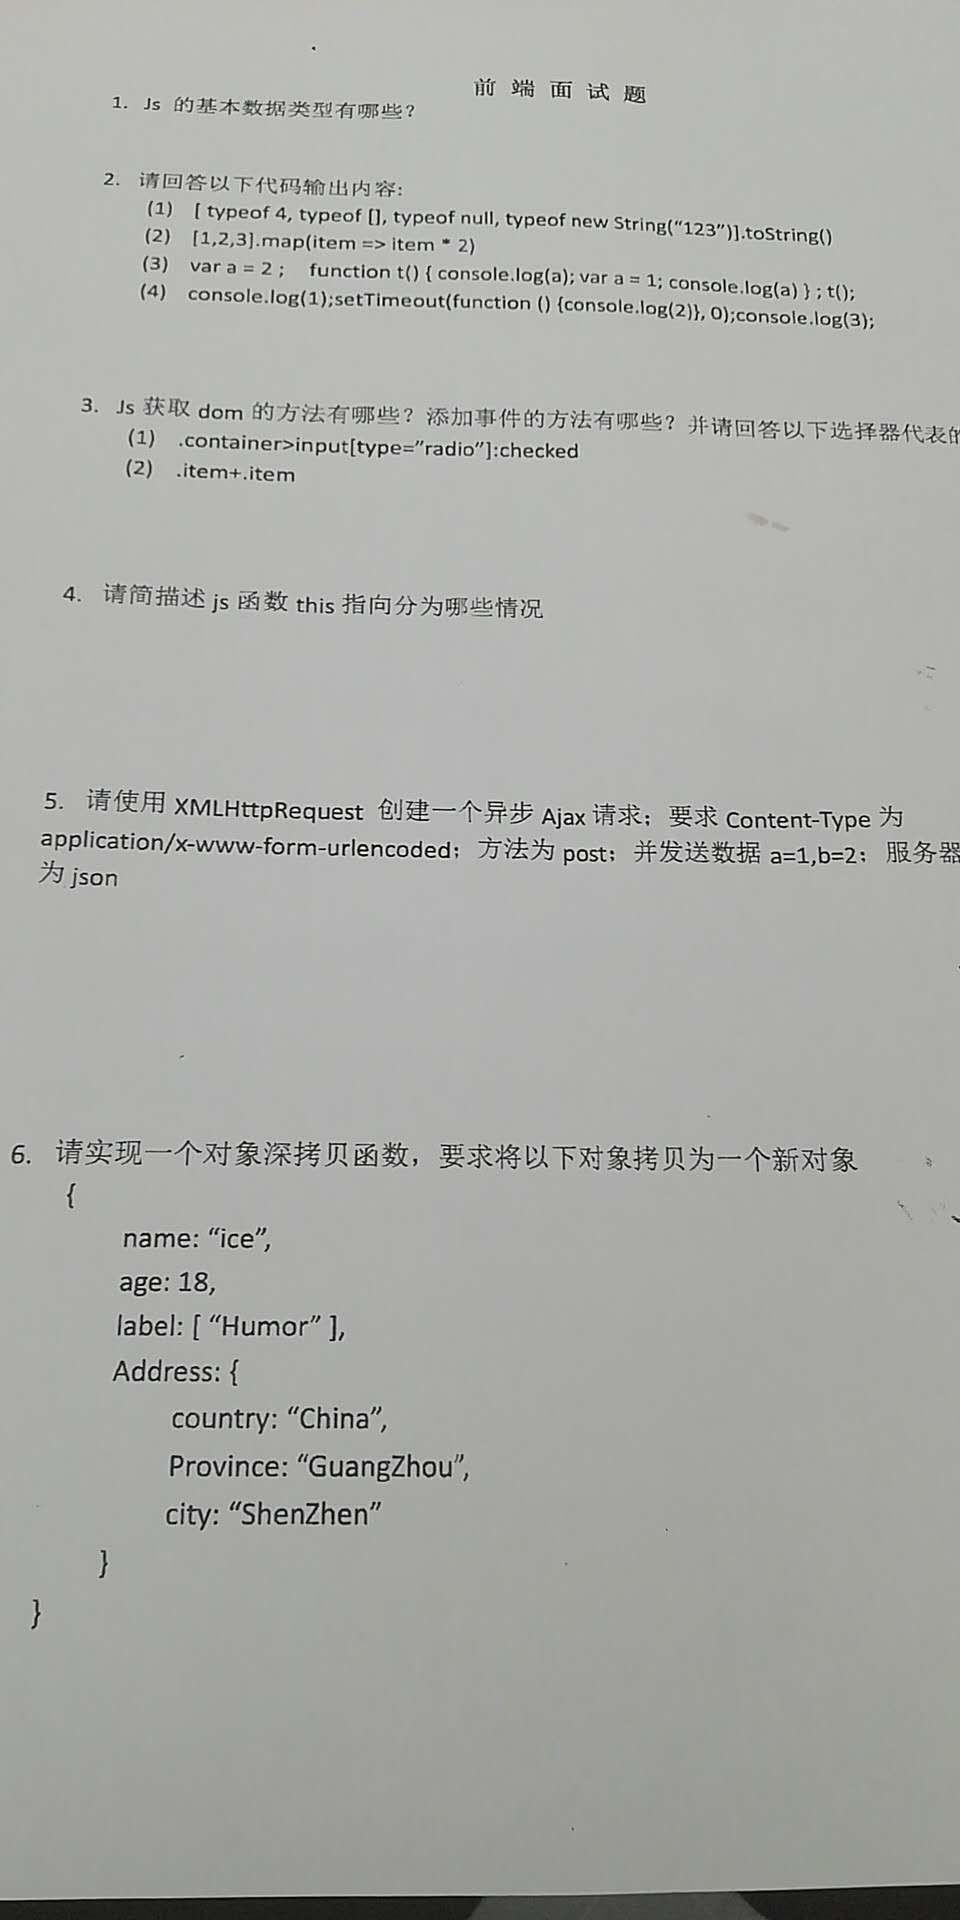 前 端 面 试 题
1. Js 的基本数据类型有哪些？
2. 请回答以下代码输出内容:
(1) [ typeof 4, typeof [], typeof null, typeof new String(“123”)].toString()
(2) [1,2,3].map(item => item * 2)
(3) var a = 2 ; function t() { console.log(a); var a = 1; console.log(a) } ; t();
(4) console.log(1);setTimeout(function () {console.log(2)}, 0);console.log(3);
3. Js 获取 dom 的方法有哪些？添加事件的方法有哪些？并请回答以下选择器代表的
(1) .container>input[type=”radio”]:checked
(2) .item+.item
4. 请简描述 js 函数 this 指向分为哪些情况
5. 请使用 XMLHttpRequest 创建一个异步 Ajax 请求；要求 Content-Type 为
application/x-www-form-urlencoded；方法为 post；并发送数据 a=1,b=2；服务器
为 json
6. 请实现一个对象深拷贝函数，要求将以下对象拷贝为一个新对象
{
name: “ice”,
age: 18,
label: [ “Humor” ],
Address: {
country: “China”,
Province: “GuangZhou”,
city: “ShenZhen”
}
}